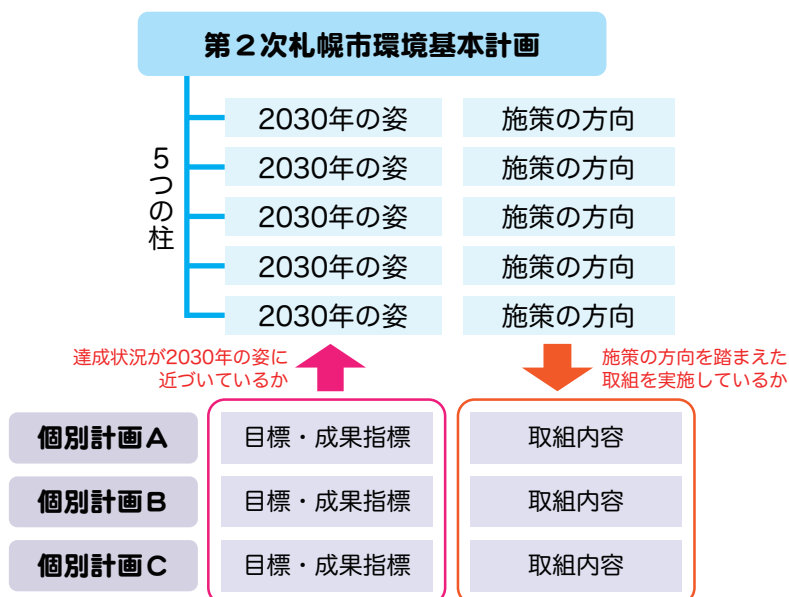 第２次札幌市環境基本計画
5つの柱
2030年の姿 施策の方向
2030年の姿 施策の方向
2030年の姿 施策の方向
2030年の姿 施策の方向
2030年の姿 施策の方向
達成状況が2030年の姿に
近づいているか
施策の方向を踏まえた
取組を実施しているか
個別計画A 目標・成果指標 取組内容
個別計画B 目標・成果指標 取組内容
個別計画C 目標・成果指標 取組内容